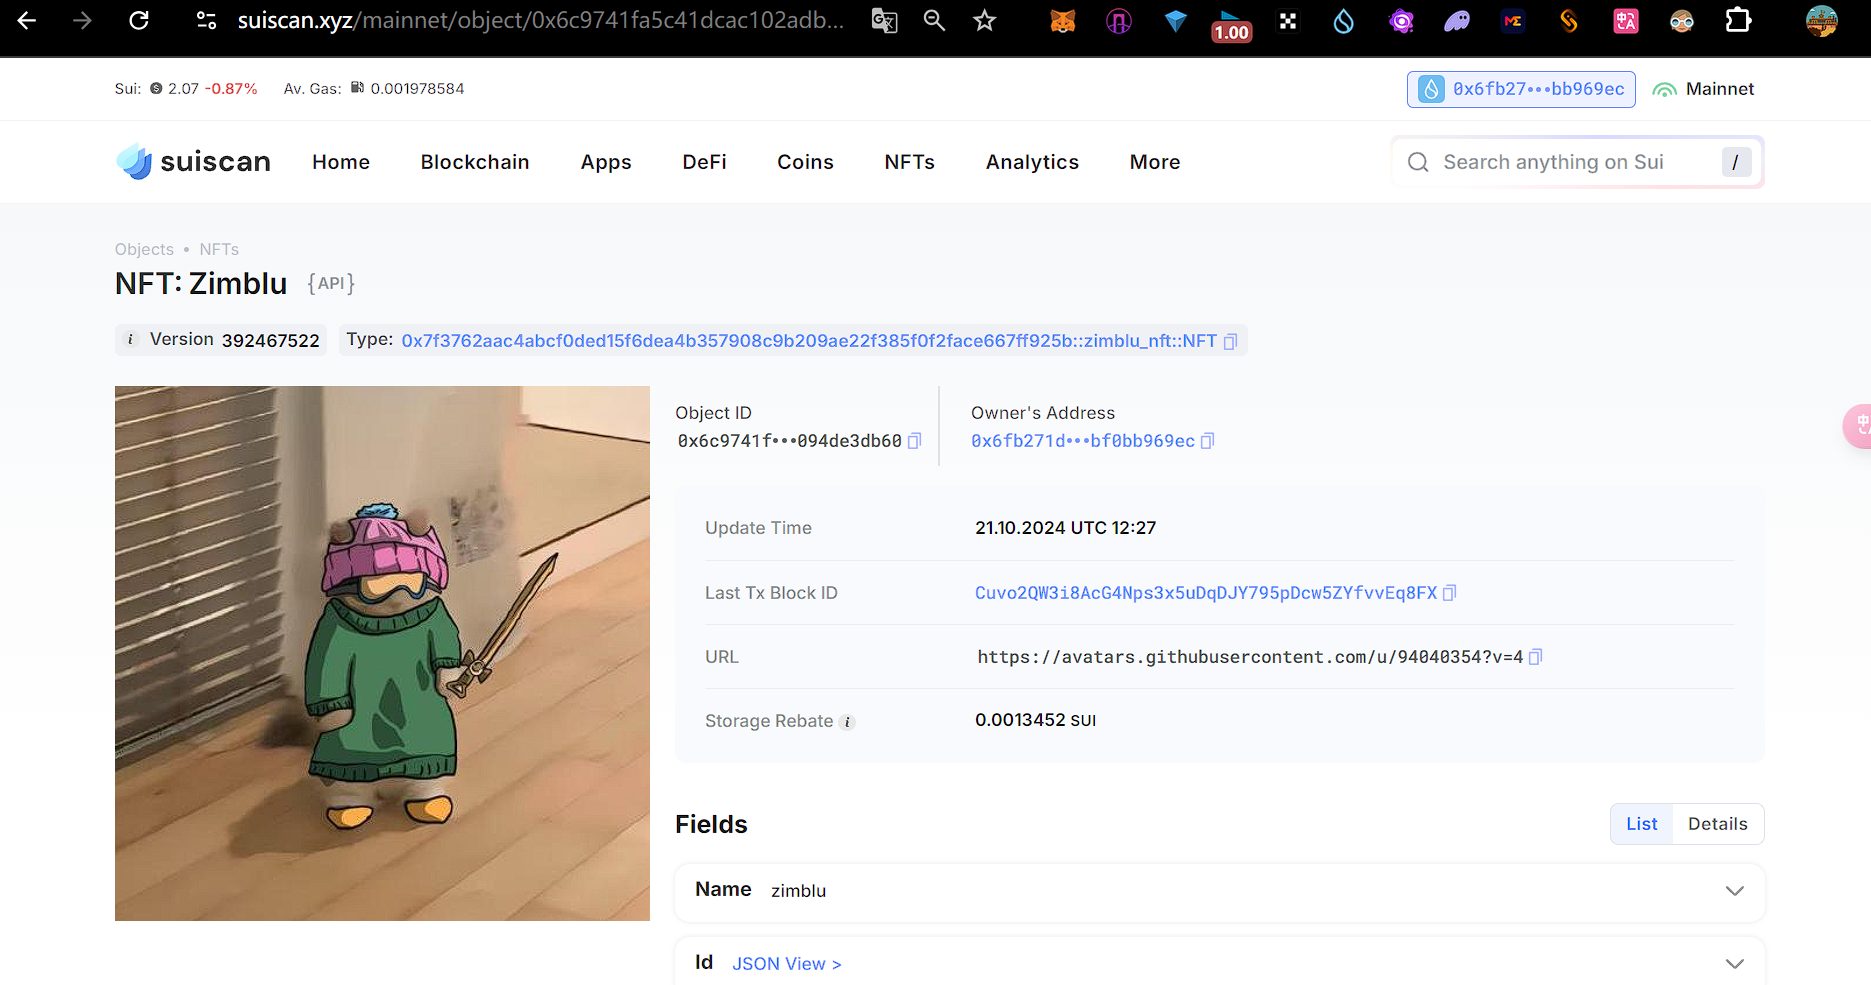 suiscan.xyz/mainnet/object/0x6c9741fa5c41dcac102adb...
1.00
Sui: 2.07 -0.87% Av. Gas: 0.001978584
0x6fb27•••bb969ec Mainnet
suiscan Home Blockchain Apps DeFi Coins NFTs Analytics More
Search anything on Sui /
Objects • NFTs
NFT: Zimblu {API}
i Version 392467522 Type: 0x7f3762aac4abcf0ded15f6dea4b357908c9b209ae22f385f0f2face667ff925b::zimblu_nft::NFT
Object ID Owner's Address
0x6c9741f•••094de3db60 0x6fb271d•••bf0bb969ec
Update Time 21.10.2024 UTC 12:27
Last Tx Block ID Cuvo2QW3i8AcG4Nps3x5uDqDJY795pDcw5ZYfvvEq8FX
URL https://avatars.githubusercontent.com/u/94040354?v=4
Storage Rebate i 0.0013452 SUI
Fields List Details
Name zimblu
Id JSON View >